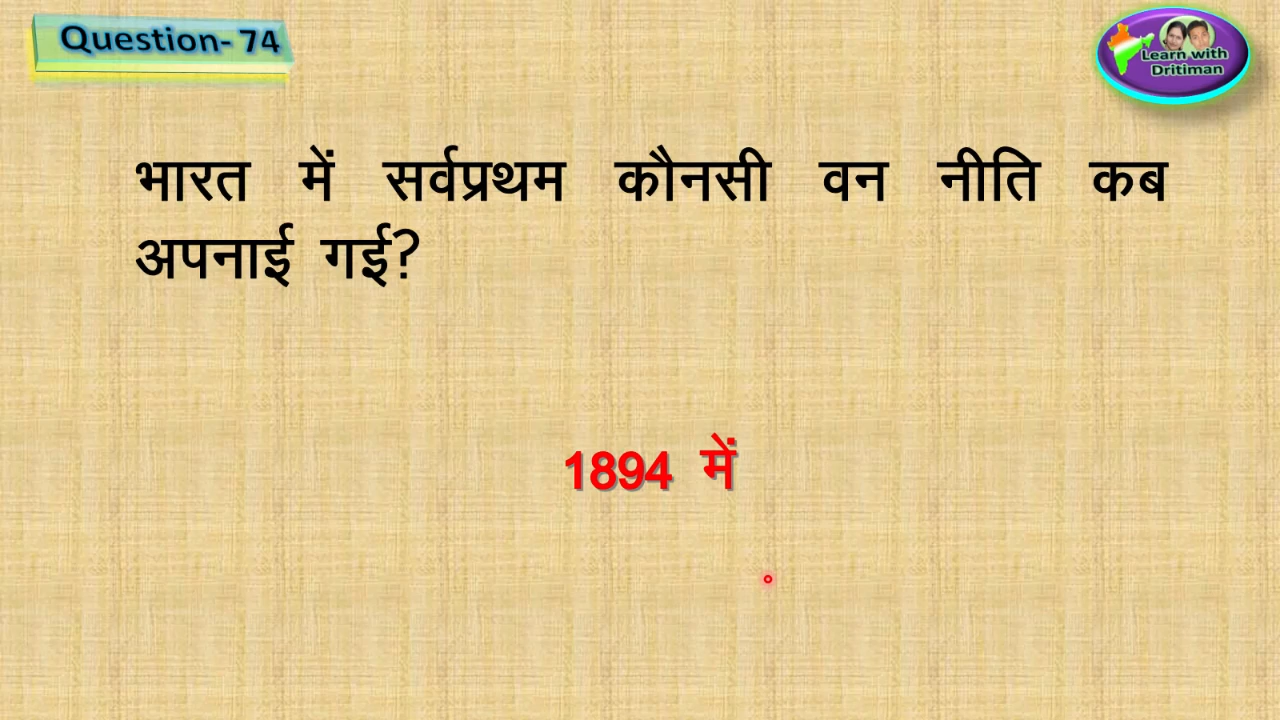 Question- 74
Learn with
Dritiman
भारत में सर्वप्रथम कौनसी वन नीति कब
अपनाई गई?
1894 में